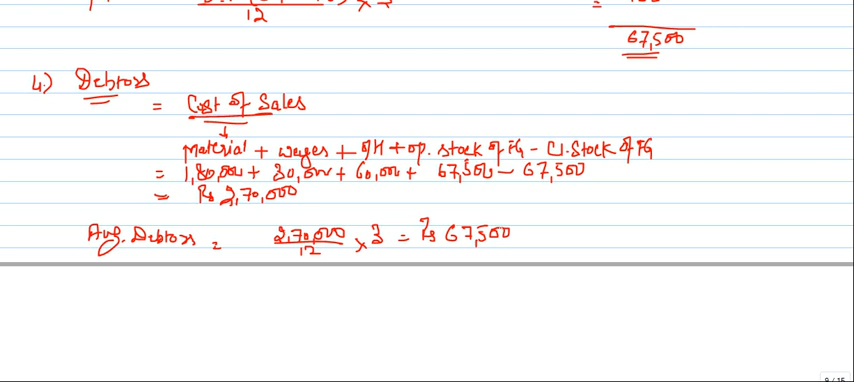 12
67,500
4.) Debtors
= Cost of Sales
Material + wages + OH + op. stock of FG - Cl. Stock of FG
= 1,80,000 + 30,000 + 60,000 + 67,500 - 67,500
= Rs 2,70,000
Avg. Debtors = 2,70,000 / 12 × 3 = Rs 67,500
9 / 15